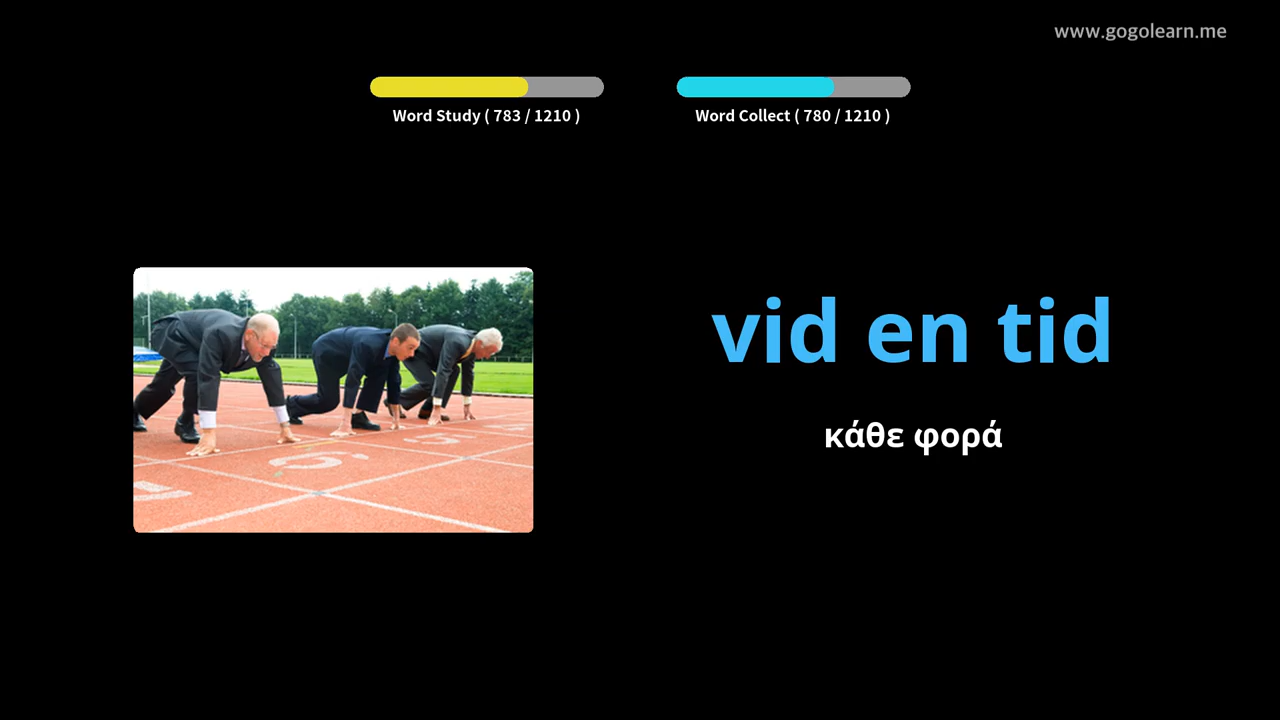 www.gogolearn.me
Word Study ( 783 / 1210 )
Word Collect ( 780 / 1210 )
vid en tid
κάθε φορά